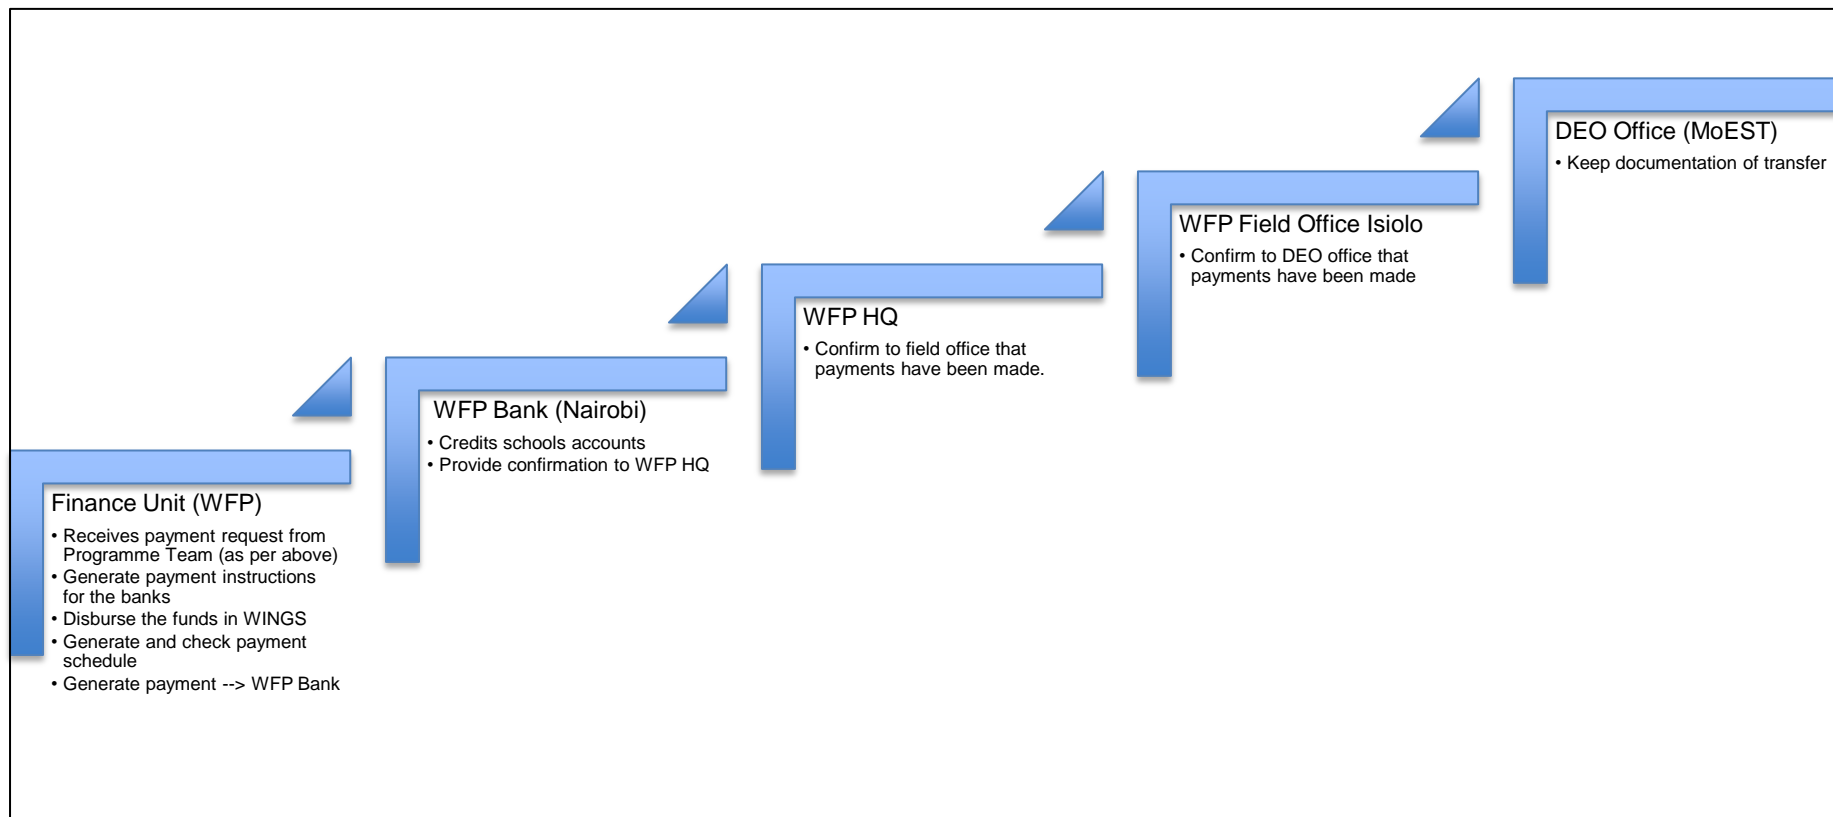 Finance Unit (WFP)
• Receives payment request from
Programme Team (as per above)
• Generate payment instructions
for the banks
• Disburse the funds in WINGS
• Generate and check payment
schedule
• Generate payment --> WFP Bank
WFP Bank (Nairobi)
• Credits schools accounts
• Provide confirmation to WFP HQ
WFP HQ
• Confirm to field office that
payments have been made.
WFP Field Office Isiolo
• Confirm to DEO office that
payments have been made
DEO Office (MoEST)
• Keep documentation of transfer